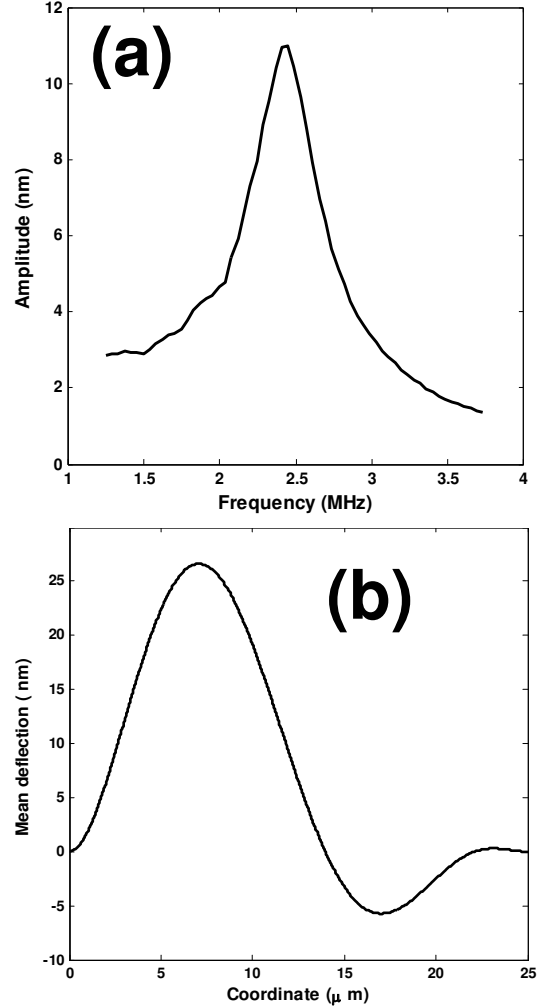 (a)
12
10
8
6
4
2
0
Amplitude (nm)
1 1.5 2 2.5 3 3.5 4
Frequency (MHz)
(b)
25
20
15
10
5
0
-5
-10
Mean deflection ( nm)
0 5 10 15 20 25
Coordinate (μ m)